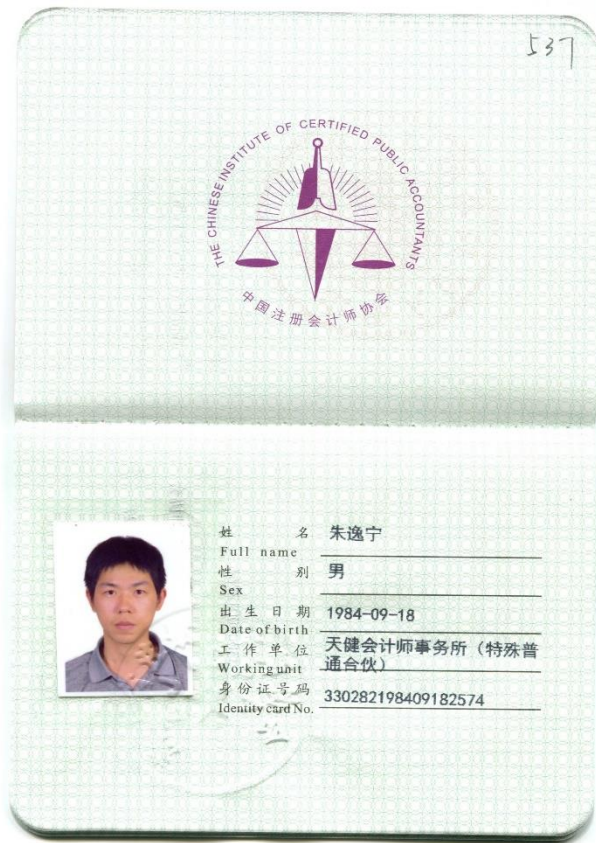 537
THE CHINESE INSTITUTE OF CERTIFIED PUBLIC ACCOUNTANTS
中国注册会计师协会
姓 名 朱逸宁
Full name
性 别 男
Sex
出生日期 1984-09-18
Date of birth
工作单位 天健会计师事务所（特殊普
Working unit 通合伙）
身份证号码 330282198409182574
Identity card No.